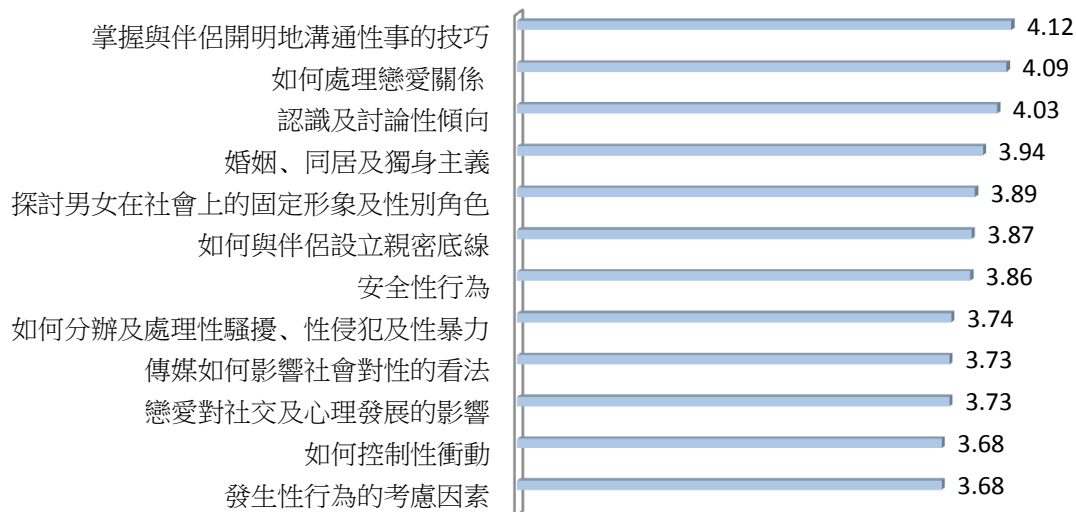 掌握與伴侶開明地溝通性事的技巧 4.12
如何處理戀愛關係 4.09
認識及討論性傾向 4.03
婚姻、同居及獨身主義 3.94
探討男女在社會上的固定形象及性別角色 3.89
如何與伴侶設立親密底線 3.87
安全性行為 3.86
如何分辦及處理性騷擾、性侵犯及性暴力 3.74
傳媒如何影響社會對性的看法 3.73
戀愛對社交及心理發展的影響 3.73
如何控制性衝動 3.68
發生性行為的考慮因素 3.68